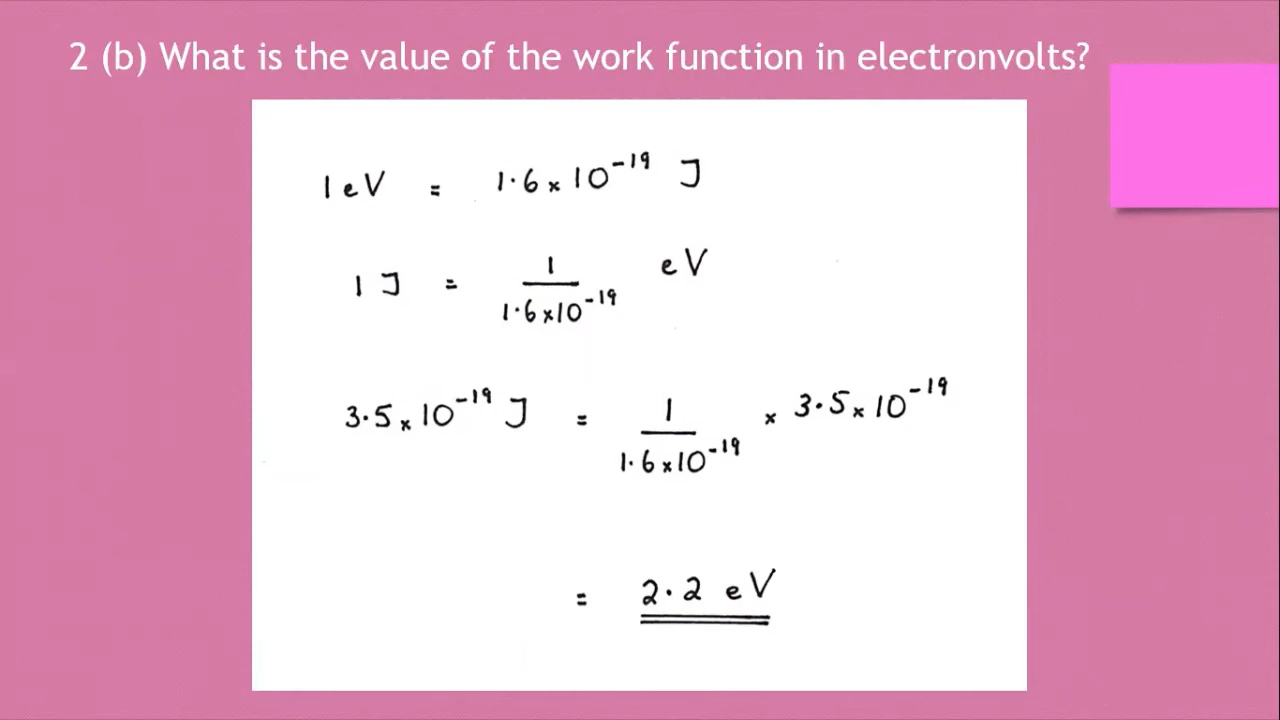 2 (b) What is the value of the work function in electronvolts?
1 eV = 1.6 × 10⁻¹⁹ J
1 J = 1 / 1.6 × 10⁻¹⁹ eV
3.5 × 10⁻¹⁹ J = 1 / 1.6 × 10⁻¹⁹ × 3.5 × 10⁻¹⁹
= 2.2 eV